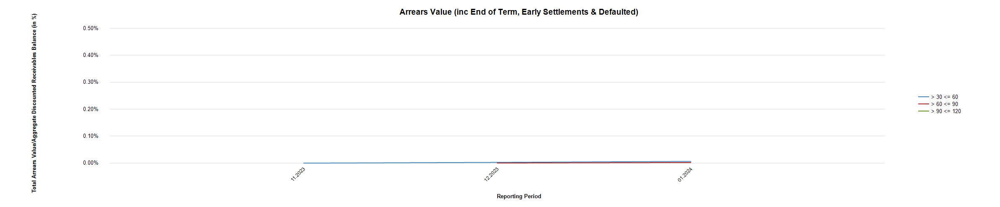 Arrears Value (inc End of Term, Early Settlements & Defaulted)
Total Arrears Value/Aggregate Discounted Receivables Balance (in %)
0.50%
0.40%
0.30%
0.20%
0.10%
0.00%
11.2023
12.2023
01.2024
Reporting Period
> 30 <= 60
> 60 <= 90
> 90 <= 120